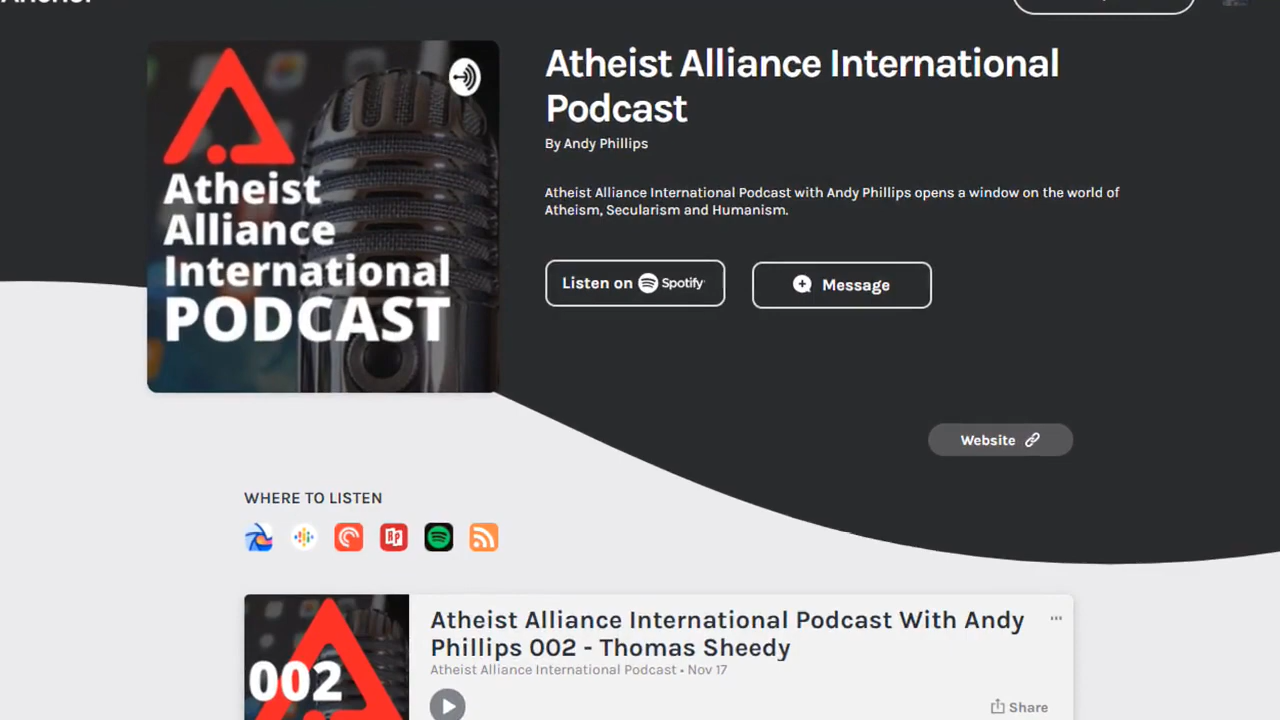 Anchor
Atheist
Alliance
International
PODCAST
Atheist Alliance International
Podcast
By Andy Phillips
Atheist Alliance International Podcast with Andy Phillips opens a window on the world of
Atheism, Secularism and Humanism.
Listen on Spotify
Message
Website
WHERE TO LISTEN
RP
002
Atheist Alliance International Podcast With Andy
Phillips 002 - Thomas Sheedy
Atheist Alliance International Podcast • Nov 17
Share